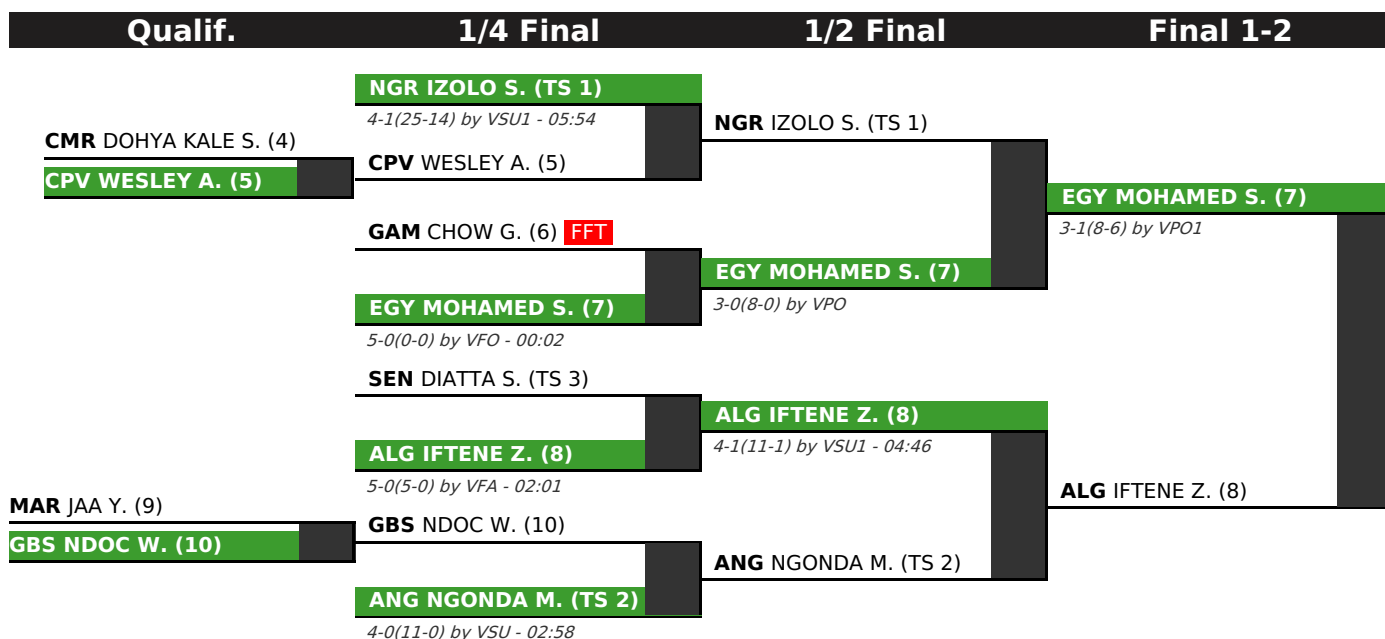 Qualif. 1/4 Final 1/2 Final Final 1-2
CMR DOHYA KALE S. (4)
CPV WESLEY A. (5)
MAR JAA Y. (9)
GBS NDOC W. (10)
NGR IZOLO S. (TS 1)
4-1(25-14) by VSU1 - 05:54
CPV WESLEY A. (5)
GAM CHOW G. (6) FFT
EGY MOHAMED S. (7)
5-0(0-0) by VFO - 00:02
SEN DIATTA S. (TS 3)
ALG IFTENE Z. (8)
5-0(5-0) by VFA - 02:01
GBS NDOC W. (10)
ANG NGONDA M. (TS 2)
4-0(11-0) by VSU - 02:58
NGR IZOLO S. (TS 1)
EGY MOHAMED S. (7)
3-0(8-0) by VPO
ALG IFTENE Z. (8)
4-1(11-1) by VSU1 - 04:46
ANG NGONDA M. (TS 2)
EGY MOHAMED S. (7)
3-1(8-6) by VPO1
ALG IFTENE Z. (8)